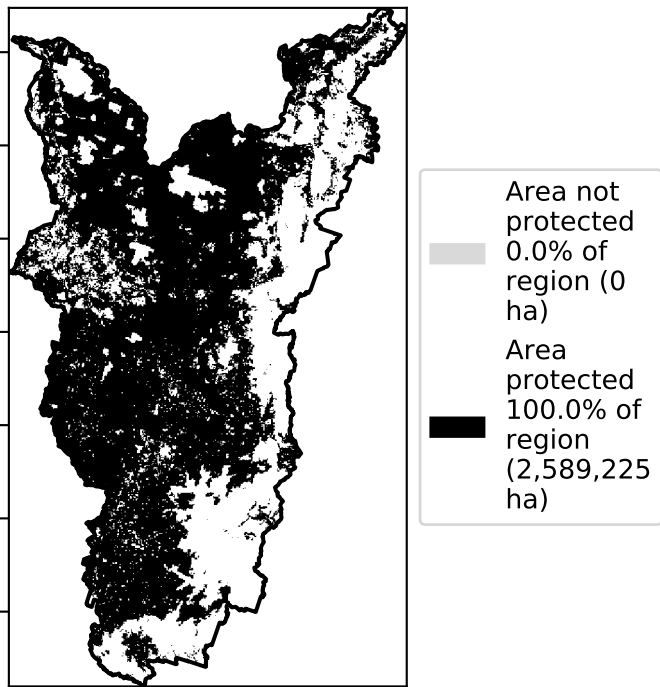 Area not
protected
0.0% of
region (0
ha)
Area
protected
100.0% of
region
(2,589,225
ha)